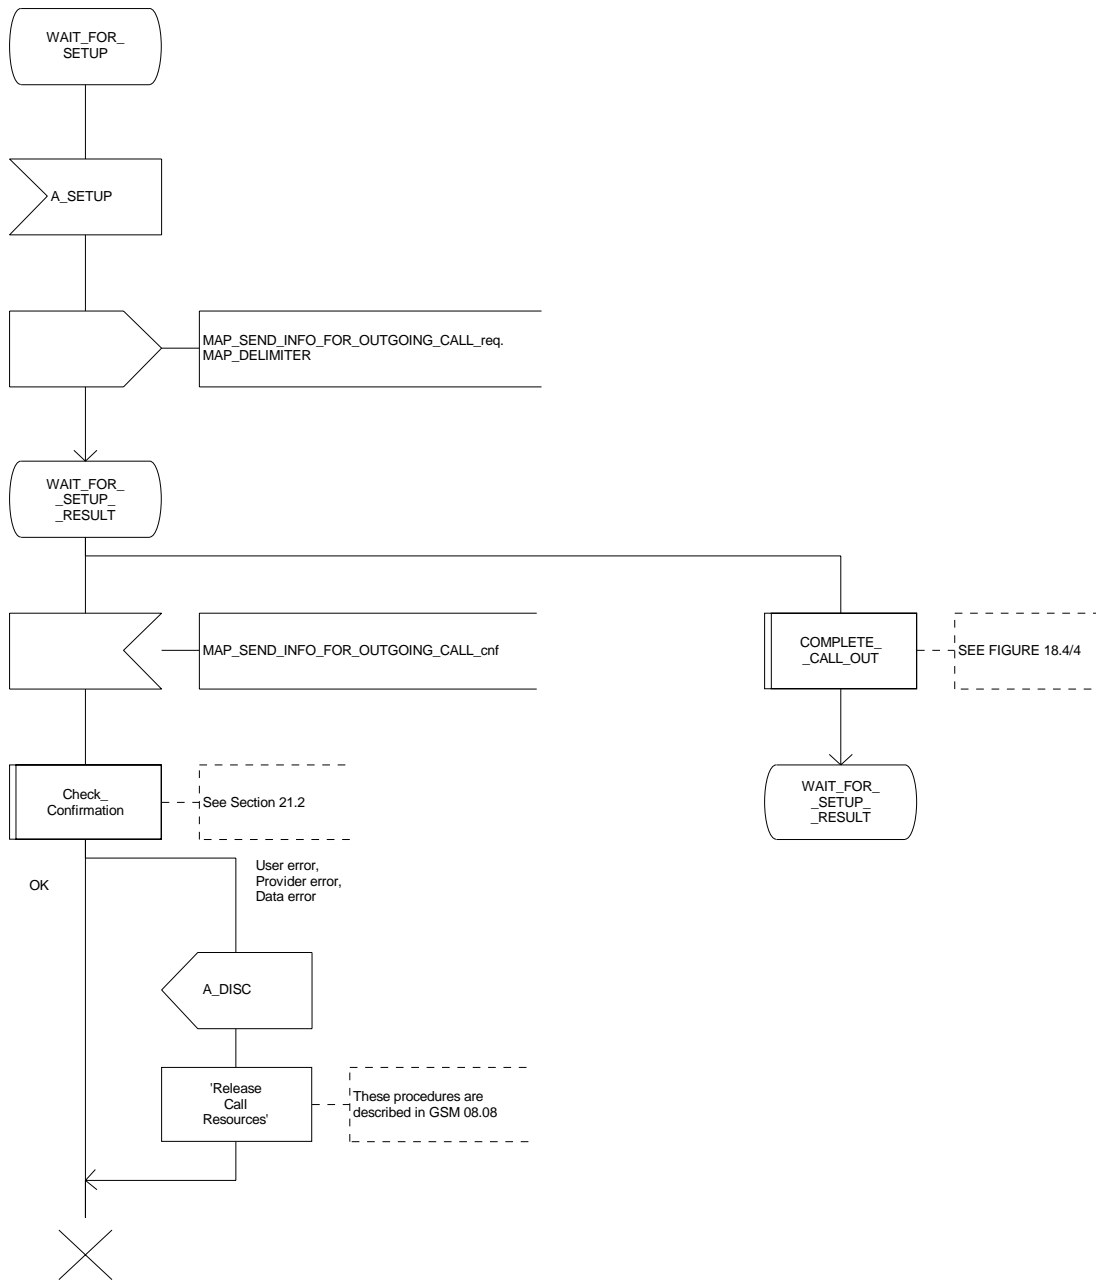 WAIT_FOR_
SETUP
A_SETUP
MAP_SEND_INFO_FOR_OUTGOING_CALL_req.
MAP_DELIMITER
WAIT_FOR_
_SETUP_
_RESULT
MAP_SEND_INFO_FOR_OUTGOING_CALL_cnf
COMPLETE_
_CALL_OUT
SEE FIGURE 18.4/4
Check_
Confirmation
See Section 21.2
WAIT_FOR_
_SETUP_
_RESULT
OK
User error,
Provider error,
Data error
A_DISC
'Release
Call
Resources'
These procedures are
described in GSM 08.08